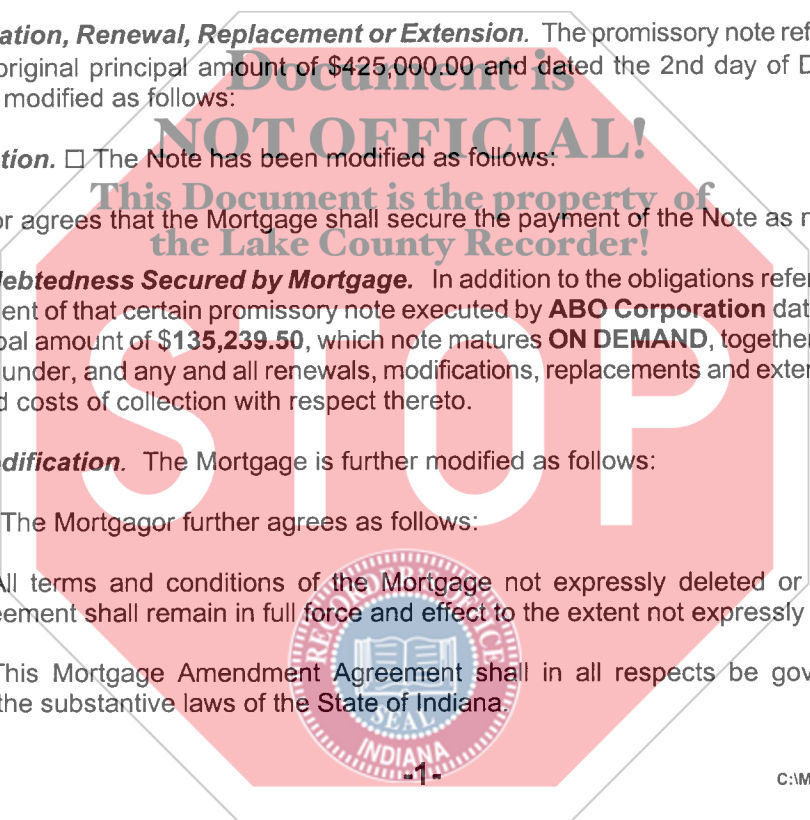 ation, Renewal, Replacement or Extension. The promissory note ref
original principal amount of $425,000.00 and dated the 2nd day of D
modified as follows:
Document is
NOT OFFICIAL!
tion. ☐ The Note has been modified as follows:
This Document is the property of
or agrees that the Mortgage shall secure the payment of the Note as
the Lake County Recorder!
debtedness Secured by Mortgage. In addition to the obligations refer
ent of that certain promissory note executed by ABO Corporation dat
pal amount of $135,239.50, which note matures ON DEMAND, together
under, and any and all renewals, modifications, replacements and exten
d costs of collection with respect thereto.
STOP
dification. The Mortgage is further modified as follows:
The Mortgagor further agrees as follows:
All terms and conditions of the Mortgage not expressly deleted or
eement shall remain in full force and effect to the extent not expressly
This Mortgage Amendment Agreement shall in all respects be gov
the substantive laws of the State of Indiana.
RECORDER'S OFFICE
SEAL
INDIANA
-1-
C:\M